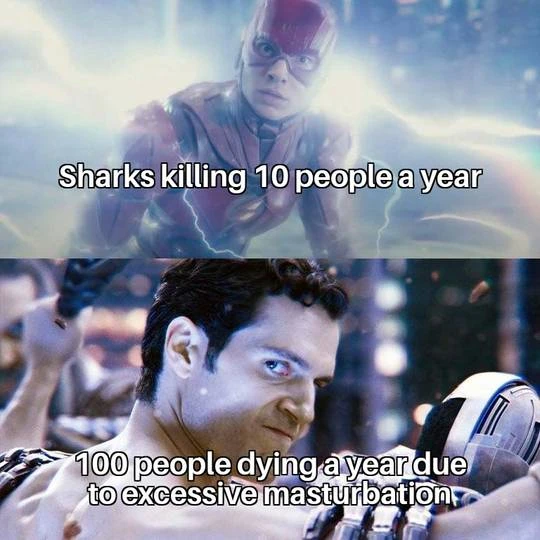 Sharks killing 10 people a year
100 people dying a year due
to excessive masturbation